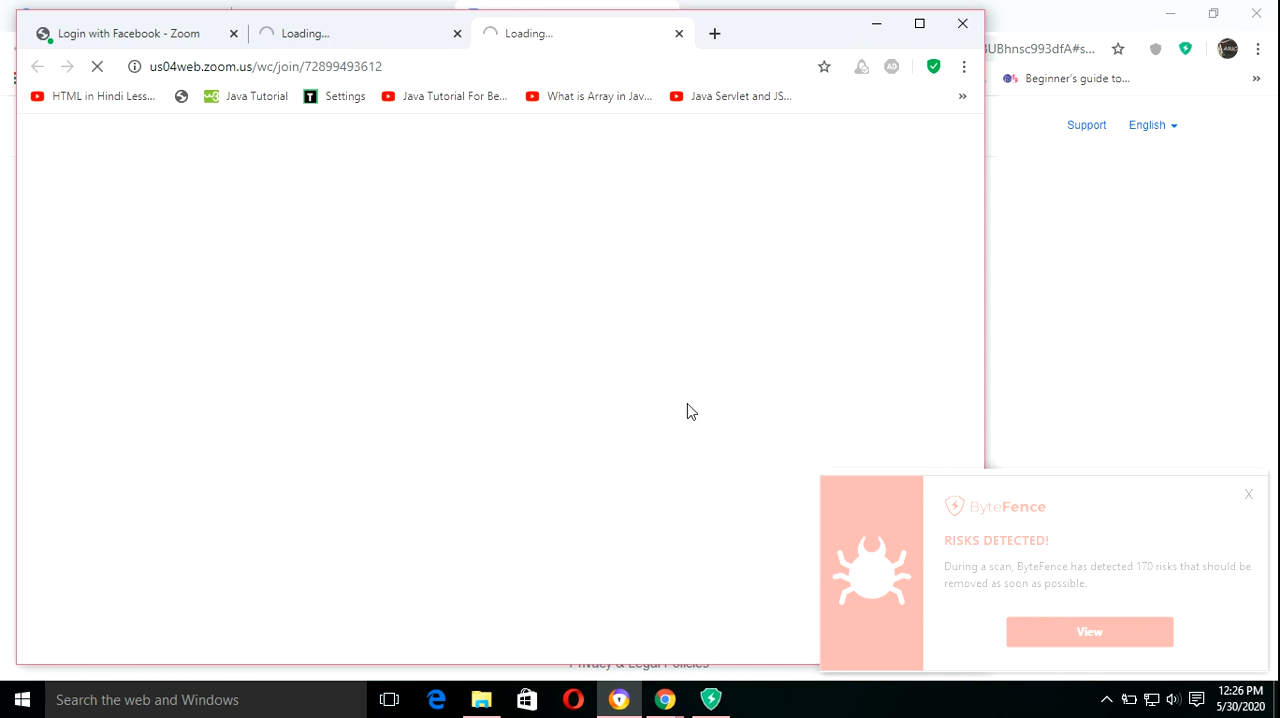 Login with Facebook - Zoom
Loading...
Loading...
us04web.zoom.us/wc/join/72899493612
AD
3UBhnsc993dfA#s...
HTML in Hindi Less...
Java Tutorial
T
Settings
Java Tutorial For Be...
What is Array in Jav...
Java Servlet and JS...
»
Beginner's guide to...
»
Support
English
ByteFence
X
RISKS DETECTED!
During a scan, ByteFence has detected 170 risks that should be
removed as soon as possible.
View
Privacy & Legal Policies
Search the web and Windows
12:26 PM
5/30/2020